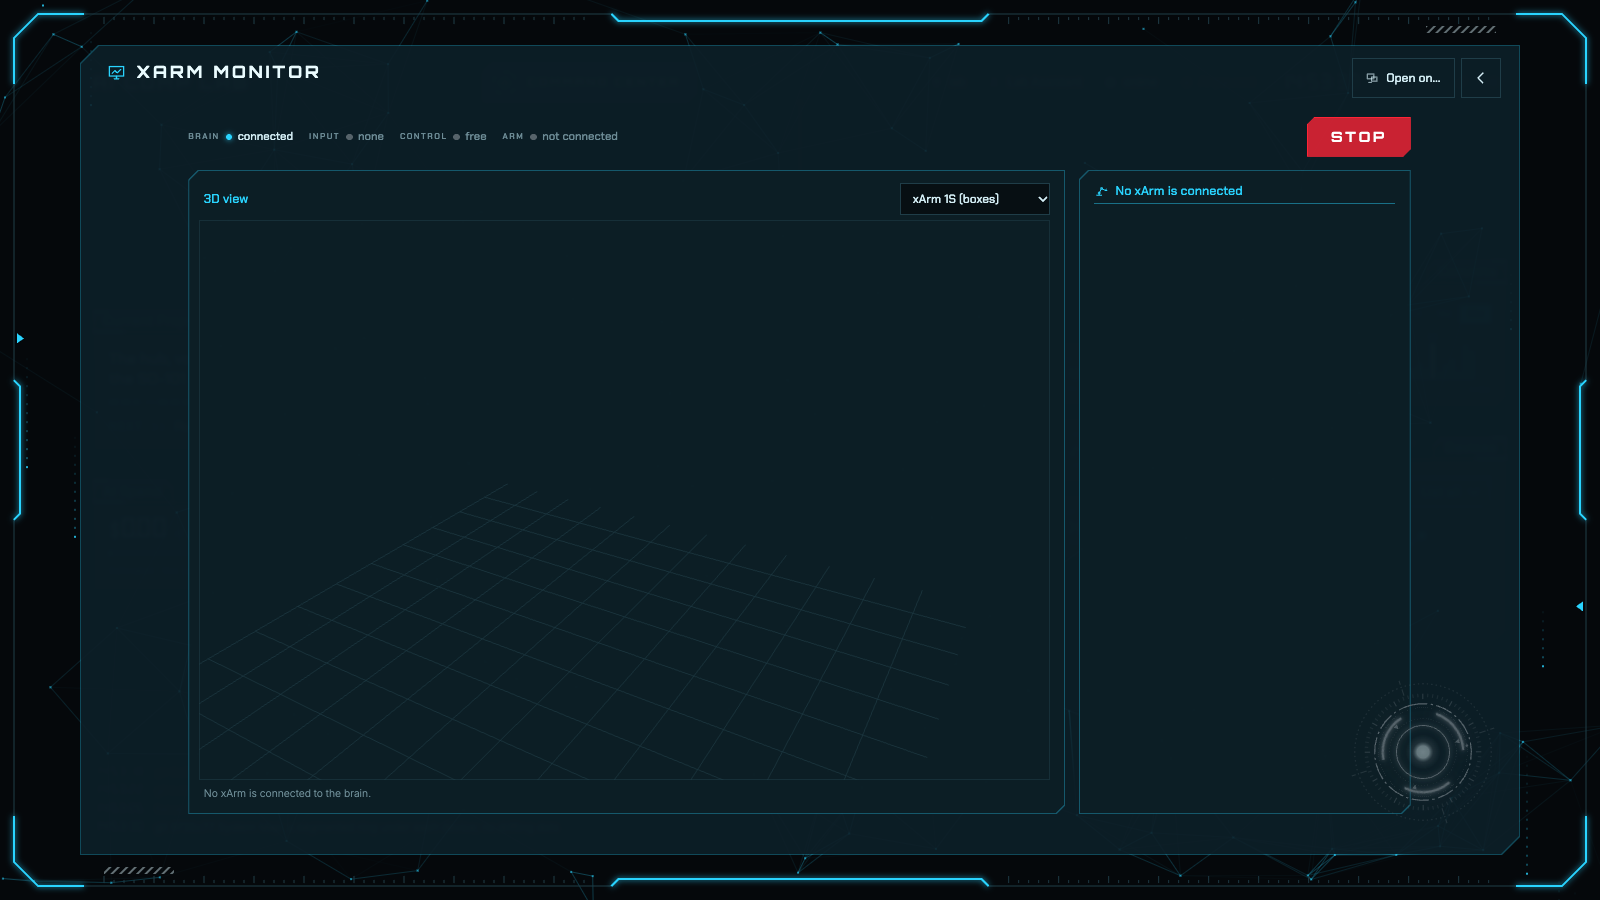 XARM MONITOR
Open on...
BRAIN connected INPUT none CONTROL free ARM not connected
STOP
3D view
xArm 1S (boxes)
No xArm is connected
No xArm is connected to the brain.